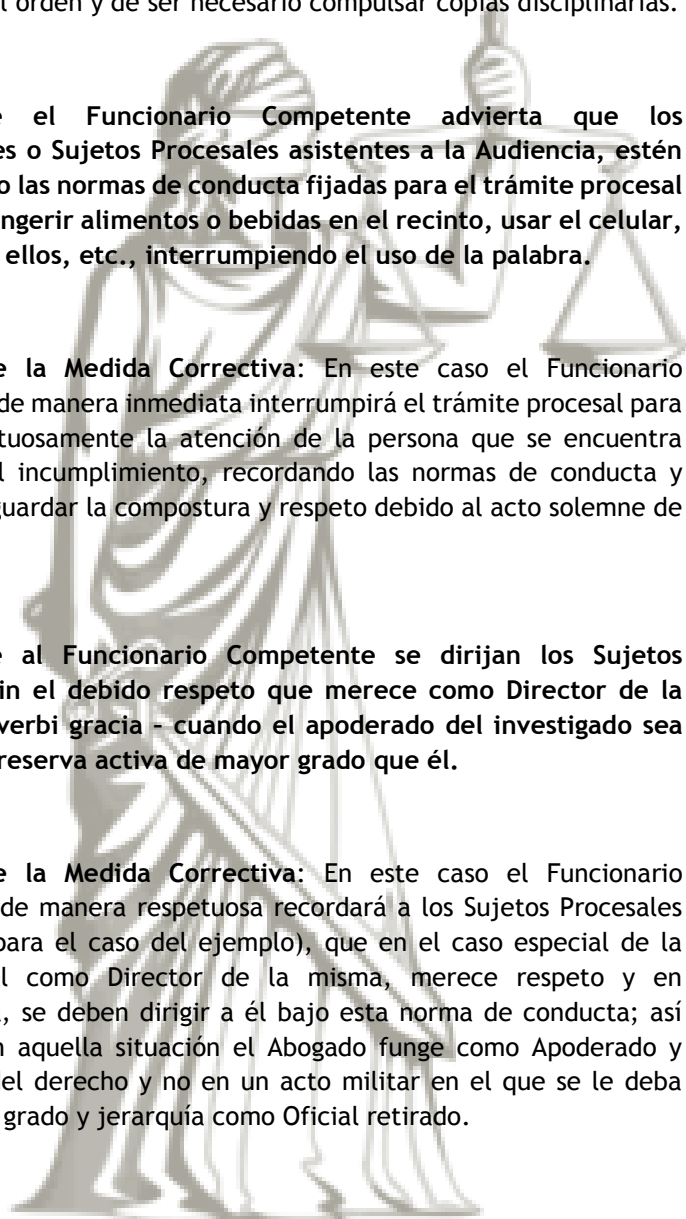 l orden y de ser necesario compulsar copias disciplinarias.
e el Funcionario Competente advierta que los
es o Sujetos Procesales asistentes a la Audiencia, estén
o las normas de conducta fijadas para el trámite procesal
ngerir alimentos o bebidas en el recinto, usar el celular,
ellos, etc., interrumpiendo el uso de la palabra.
e la Medida Correctiva: En este caso el Funcionario
de manera inmediata interrumpirá el trámite procesal para
tuosamente la atención de la persona que se encuentra
l incumplimiento, recordando las normas de conducta y
guardar la compostura y respeto debido al acto solemne de
e al Funcionario Competente se dirijan los Sujetos
in el debido respeto que merece como Director de la
verbi gracia – cuando el apoderado del investigado sea
reserva activa de mayor grado que él.
e la Medida Correctiva: En este caso el Funcionario
de manera respetuosa recordará a los Sujetos Procesales
para el caso del ejemplo), que en el caso especial de la
l como Director de la misma, merece respeto y en
, se deben dirigir a él bajo esta norma de conducta; así
n aquella situación el Abogado funge como Apoderado y
del derecho y no en un acto militar en el que se le deba
grado y jerarquía como Oficial retirado.